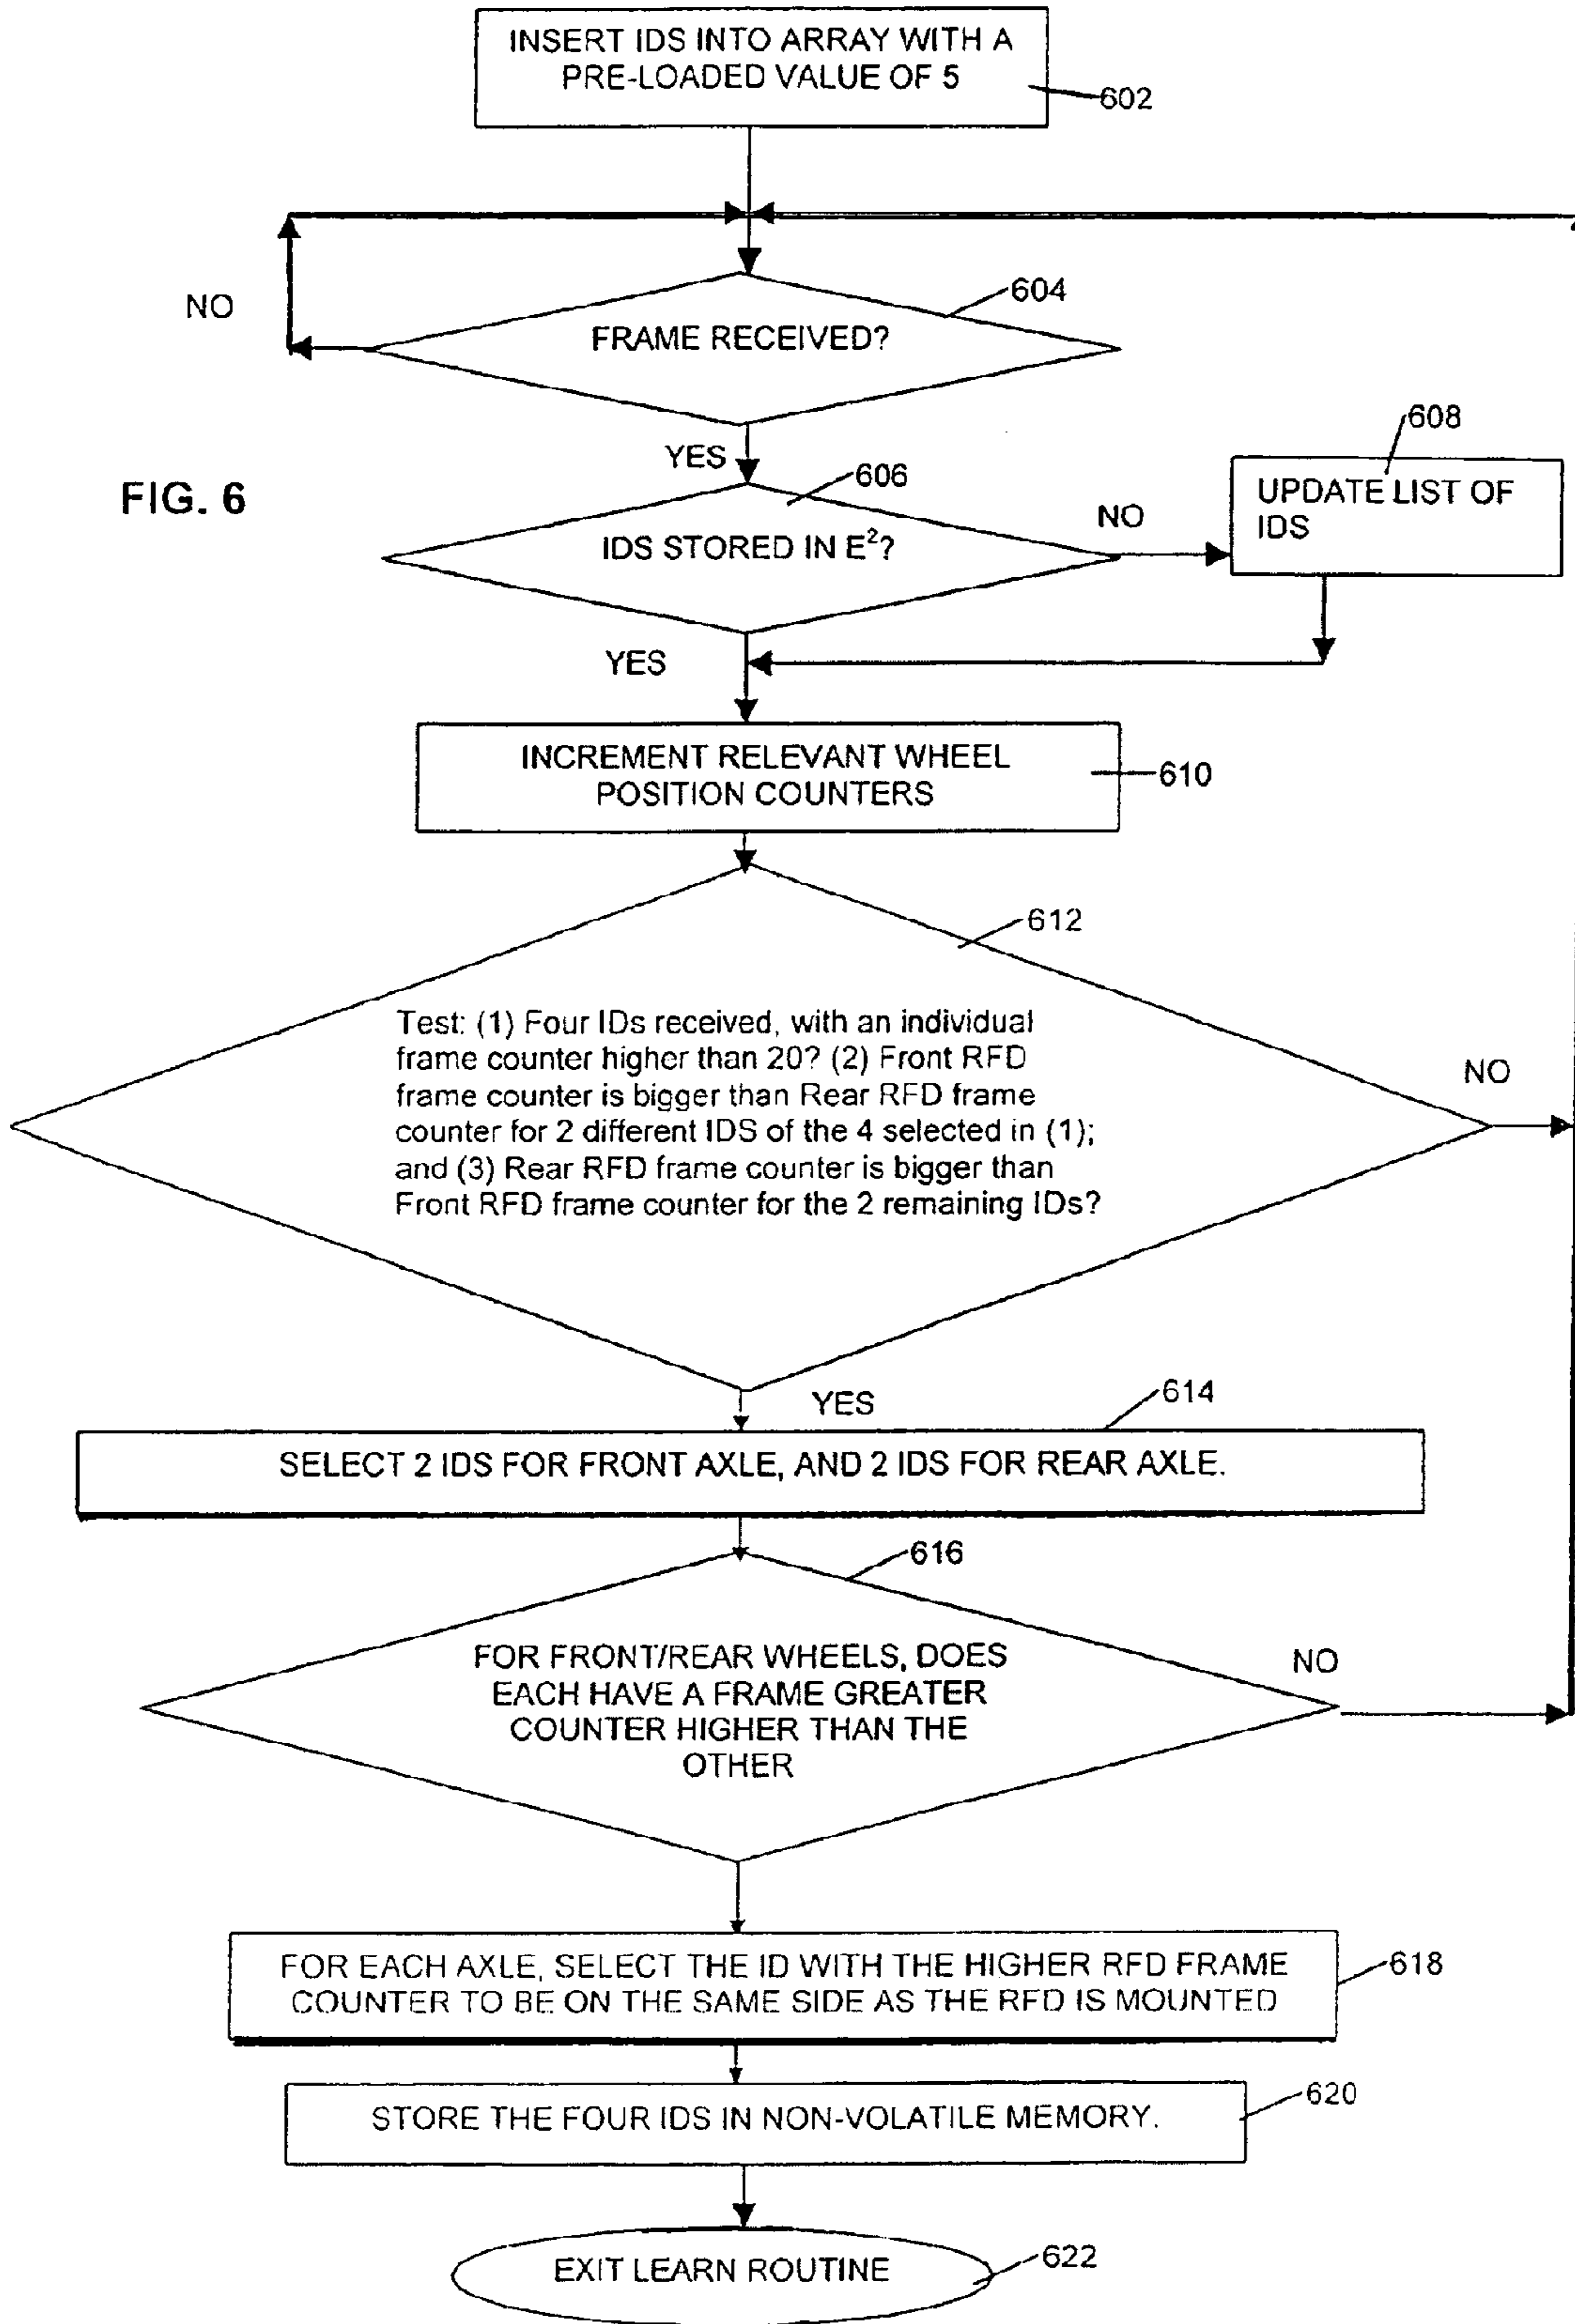 INSERT IDS INTO ARRAY WITH A
PRE-LOADED VALUE OF 5
602
NO
604
FRAME RECEIVED?
608
YES
606
FIG. 6
UPDATE LIST OF
IDS
NO
IDS STORED IN E²?
YES
INCREMENT RELEVANT WHEEL
POSITION COUNTERS
610
612
Test: (1) Four IDs received, with an individual
frame counter higher than 20? (2) Front RFD
frame counter is bigger than Rear RFD frame
counter for 2 different IDS of the 4 selected in (1);
and (3) Rear RFD frame counter is bigger than
Front RFD frame counter for the 2 remaining IDs?
NO
YES
614
SELECT 2 IDS FOR FRONT AXLE, AND 2 IDS FOR REAR AXLE.
616
FOR FRONT/REAR WHEELS, DOES
EACH HAVE A FRAME GREATER
COUNTER HIGHER THAN THE
OTHER
NO
FOR EACH AXLE, SELECT THE ID WITH THE HIGHER RFD FRAME
COUNTER TO BE ON THE SAME SIDE AS THE RFD IS MOUNTED
618
STORE THE FOUR IDS IN NON-VOLATILE MEMORY.
620
EXIT LEARN ROUTINE
622